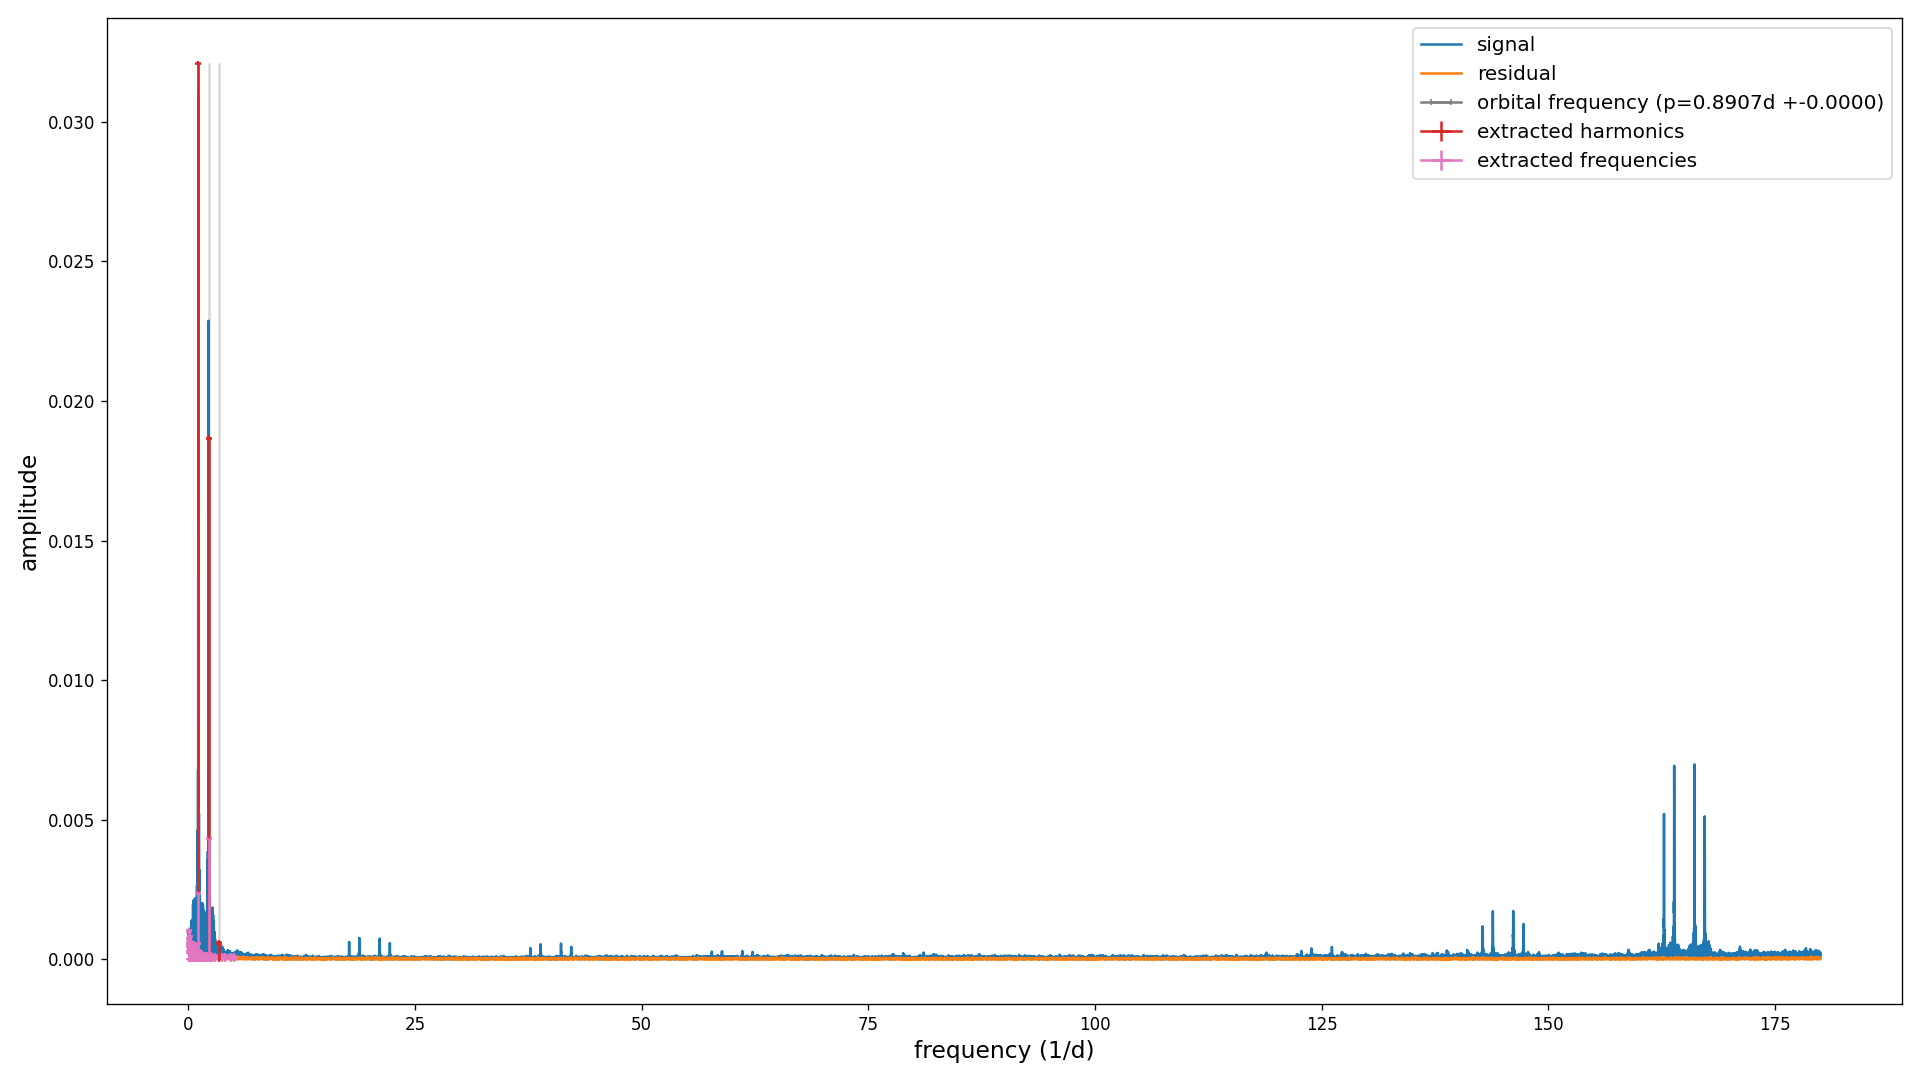 signal
residual
orbital frequency (p=0.8907d +-0.0000)
extracted harmonics
extracted frequencies
0.030
0.025
0.020
0.015
0.010
0.005
0.000
amplitude
0 25 50 75 100 125 150 175
frequency (1/d)